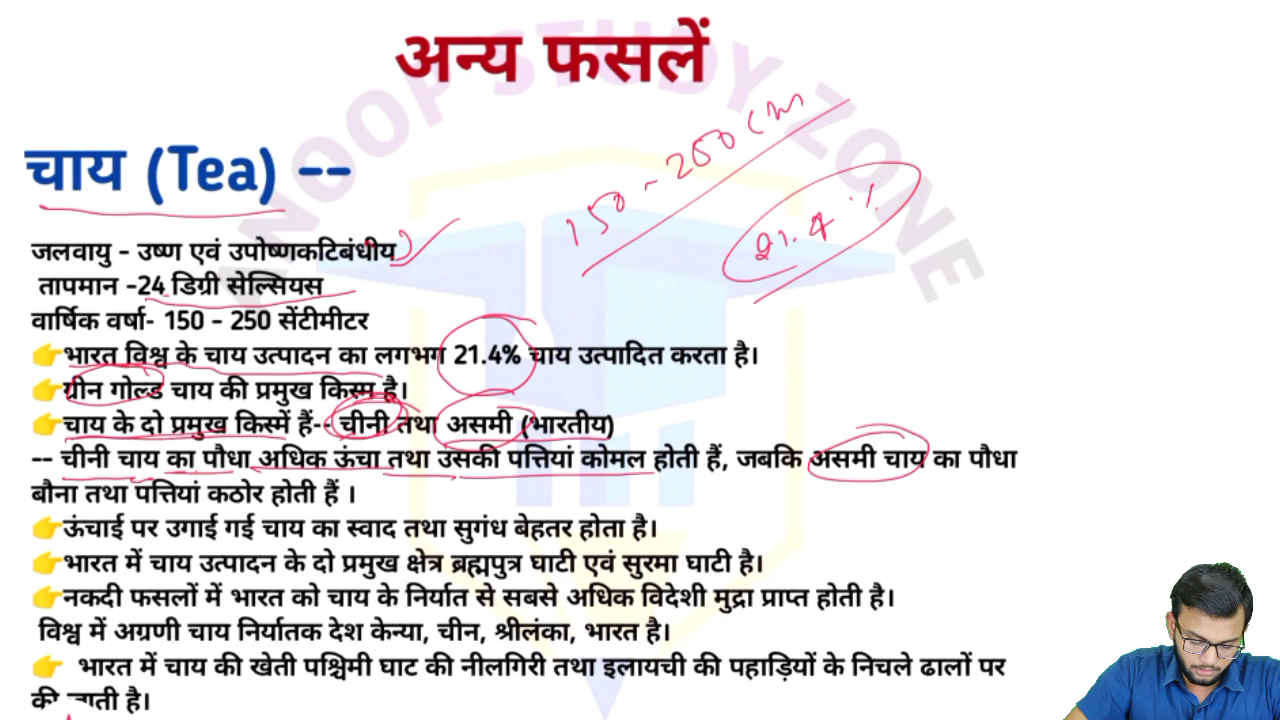 अन्य फसलें
ANOOP STUDY ZONE
चाय (Tea) --
150 - 250 cm
21.4 %
जलवायु - उष्ण एवं उपोष्णकटिबंधीय
तापमान -24 डिग्री सेल्सियस
वार्षिक वर्षा- 150 - 250 सेंटीमीटर
👉भारत विश्व के चाय उत्पादन का लगभग 21.4% चाय उत्पादित करता है।
👉ग्रीन गोल्ड चाय की प्रमुख किस्म है।
👉चाय के दो प्रमुख किस्में हैं-- चीनी तथा असमी (भारतीय)
-- चीनी चाय का पौधा अधिक ऊंचा तथा उसकी पत्तियां कोमल होती हैं, जबकि असमी चाय का पौधा
बौना तथा पत्तियां कठोर होती हैं ।
👉ऊंचाई पर उगाई गई चाय का स्वाद तथा सुगंध बेहतर होता है।
👉भारत में चाय उत्पादन के दो प्रमुख क्षेत्र ब्रह्मपुत्र घाटी एवं सुरमा घाटी है।
👉नकदी फसलों में भारत को चाय के निर्यात से सबसे अधिक विदेशी मुद्रा प्राप्त होती है।
विश्व में अग्रणी चाय निर्यातक देश केन्या, चीन, श्रीलंका, भारत है।
👉 भारत में चाय की खेती पश्चिमी घाट की नीलगिरी तथा इलायची की पहाड़ियों के निचले ढालों पर
की जाती है।